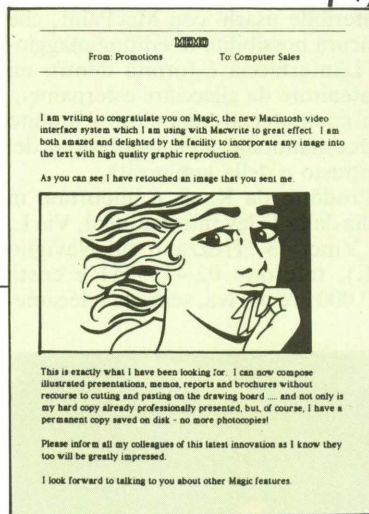 MEMO
From: Promotions To: Computer Sales
I am writing to congratulate you on Magic, the new Macintosh video
interface system which I am using with Macwrite to great effect. I am
both amazed and delighted by the facility to incorporate any image into
the text with high quality graphic reproduction.
As you can see I have retouched an image that you sent me.
This is exactly what I have been looking for. I can now compose
illustrated presentations, memos, reports and brochures without
recourse to cutting and pasting on the drawing board ..... and not only is
my hard copy already professionally presented, but, of course, I have a
permanent copy saved on disk - no more photocopies!
Please inform all my colleagues of this latest innovation as I know they
too will be greatly impressed.
I look forward to talking to you about other Magic features.